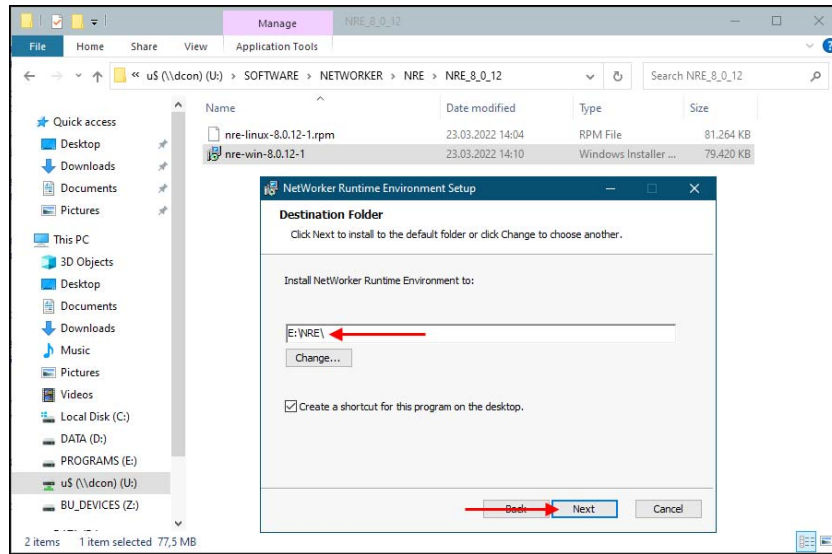 Manage
NRE_8_0_12
File Home Share View Application Tools
« u$ (\\dcon) (U:) › SOFTWARE › NETWORKER › NRE › NRE_8_0_12
Search NRE_8_0_12
Name Date modified Type Size
nre-linux-8.0.12-1.rpm 23.03.2022 14:04 RPM File 81.264 KB
nre-win-8.0.12-1 23.03.2022 14:10 Windows Installer ... 79.420 KB
Quick access
Desktop
Downloads
Documents
Pictures
This PC
3D Objects
Desktop
Documents
Downloads
Music
Pictures
Videos
Local Disk (C:)
DATA (D:)
PROGRAMS (E:)
u$ (\\dcon) (U:)
BU_DEVICES (Z:)
NetWorker Runtime Environment Setup
Destination Folder
Click Next to install to the default folder or click Change to choose another.
Install NetWorker Runtime Environment to:
E:\NRE\
Change...
Create a shortcut for this program on the desktop.
Back Next Cancel
2 items 1 item selected 77,5 MB